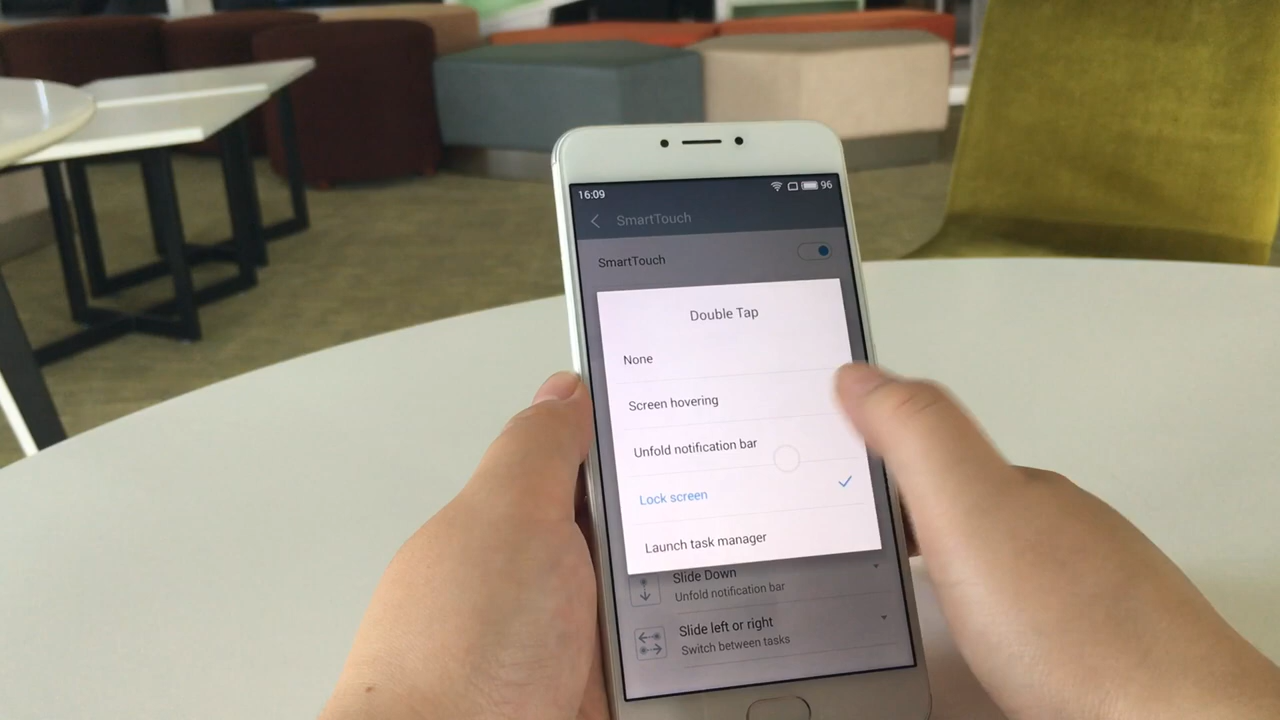 16:09
96
SmartTouch
SmartTouch
Double Tap
None
Screen hovering
Unfold notification bar
Lock screen
Launch task manager
Slide Down
Unfold notification bar
Slide left or right
Switch between tasks